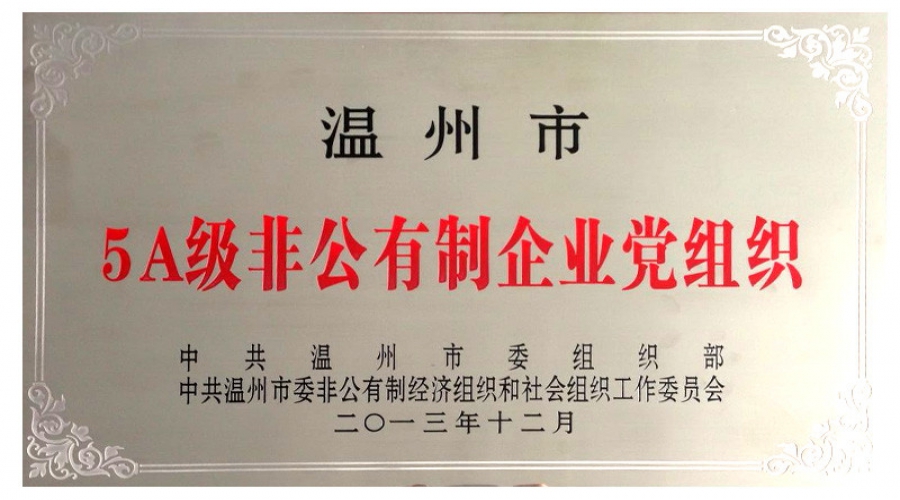 温州市
5A级非公有制企业党组织
中共温州市委组织部
中共温州市委非公有制经济组织和社会组织工作委员会
二〇一三年十二月